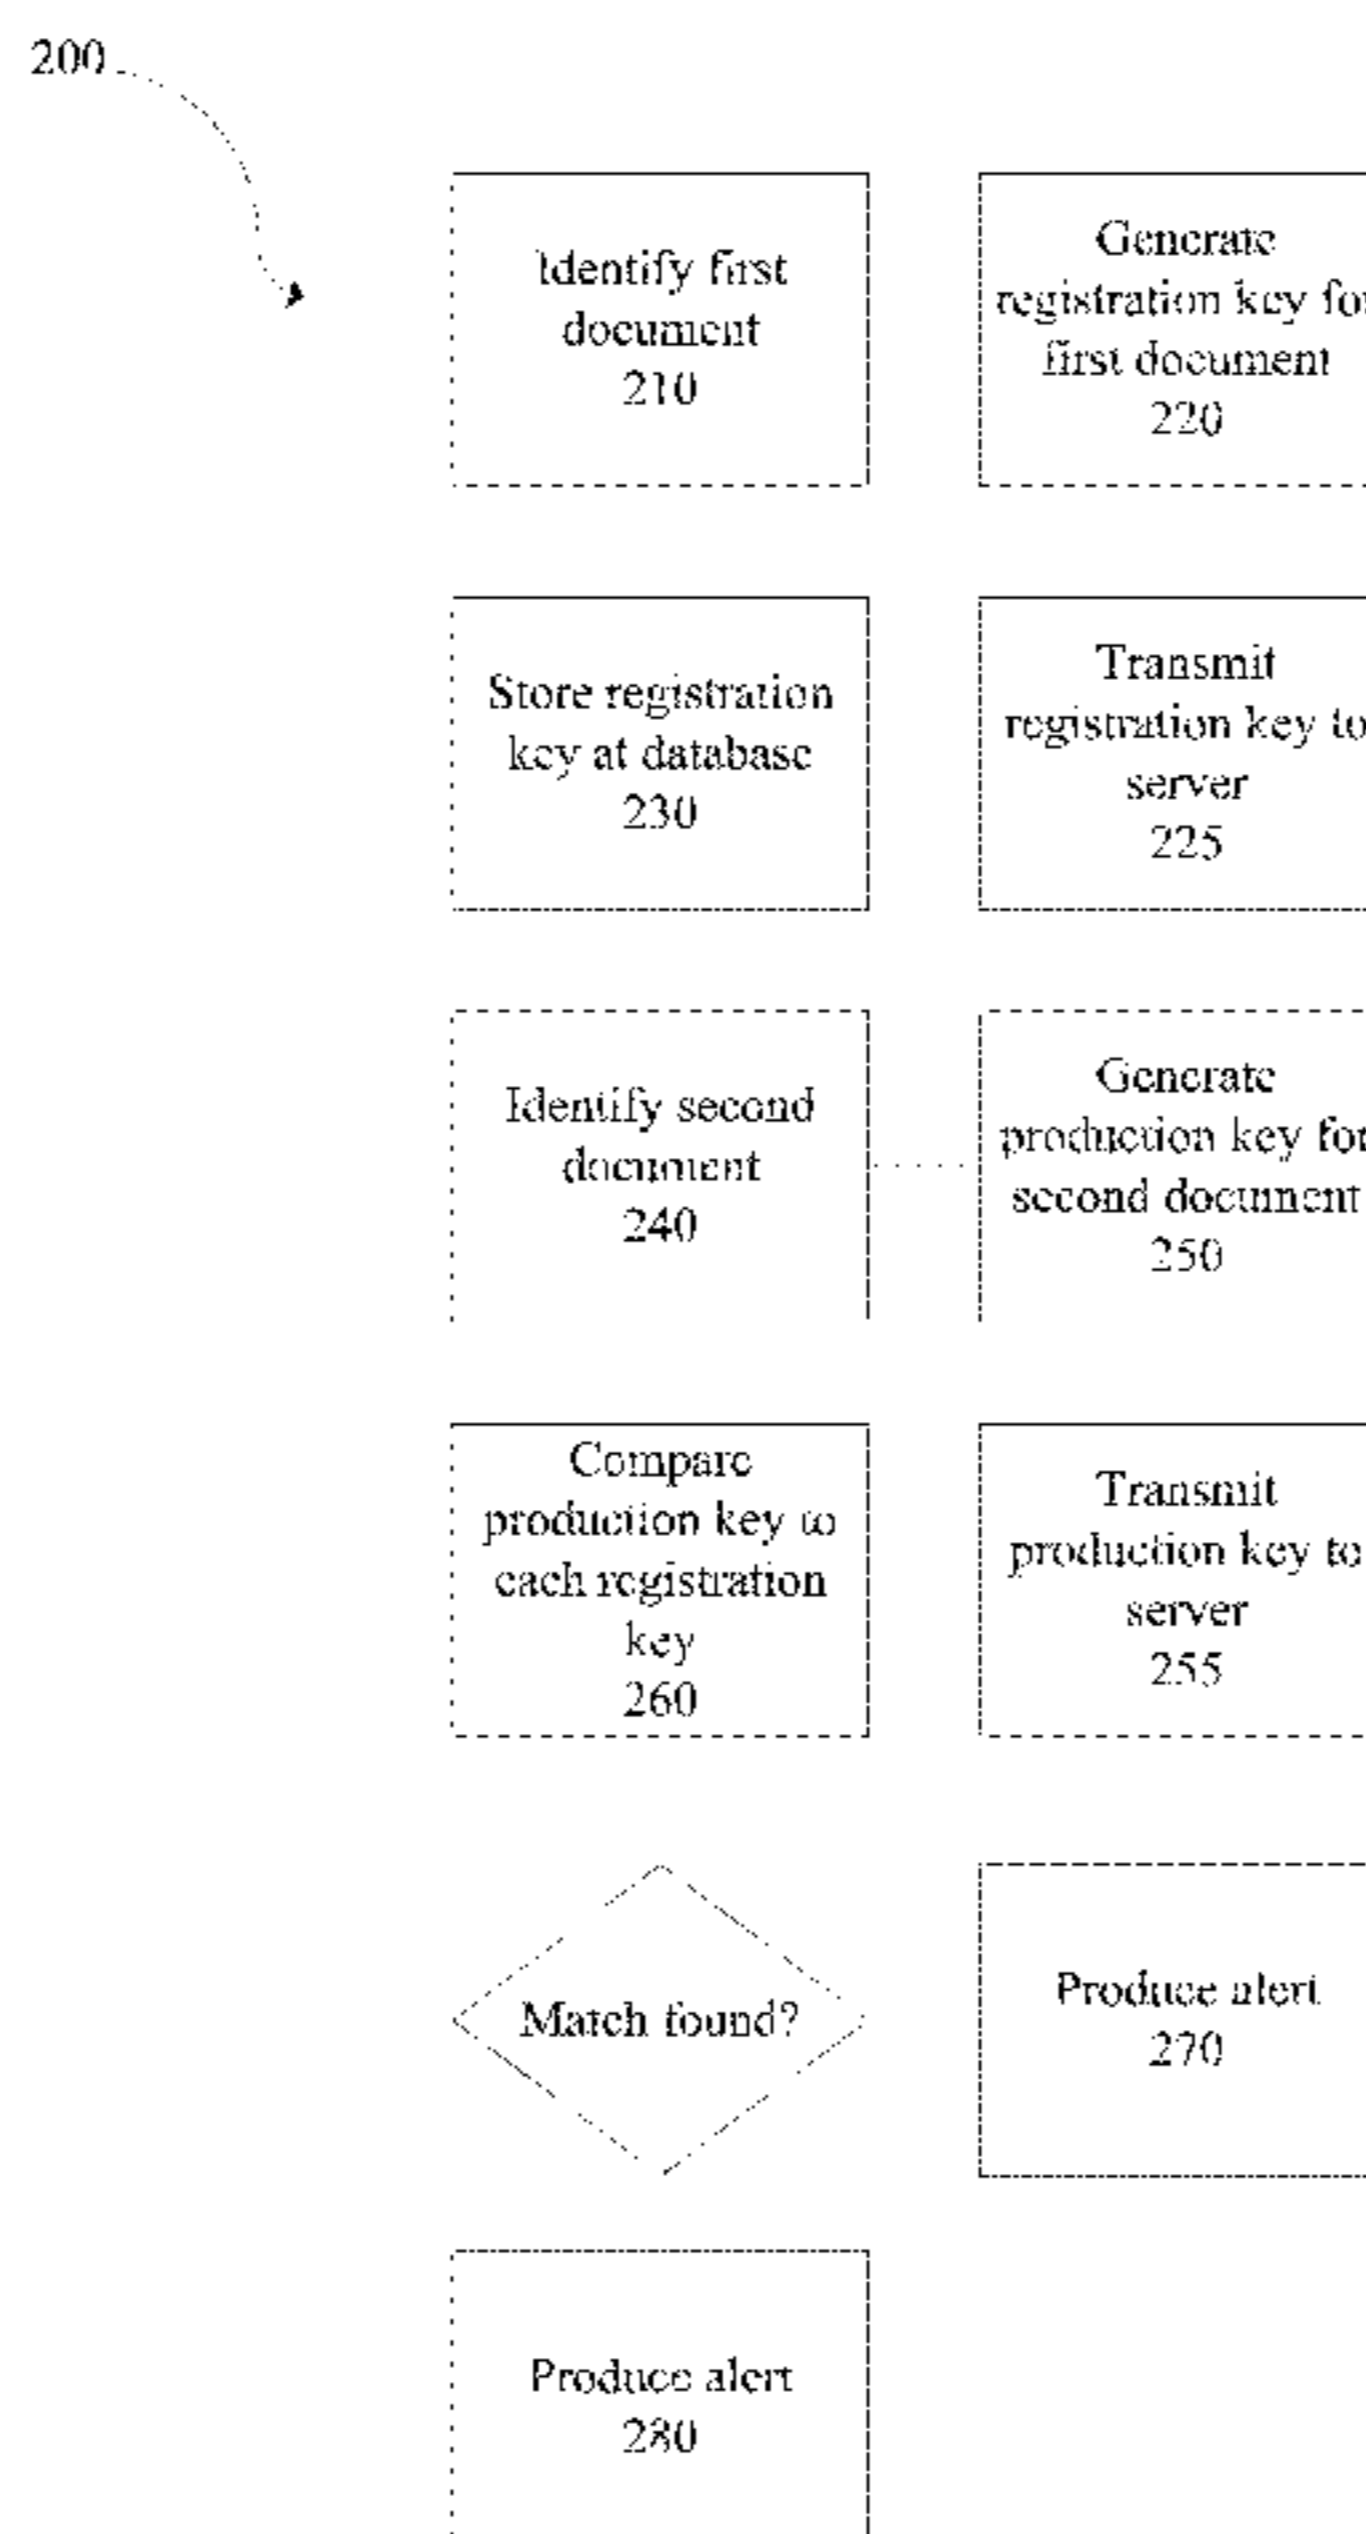 200
Identify first
document
210
Generate
registration key for
first document
220
Store registration
key at database
230
Transmit
registration key to
server
225
Identify second
document
240
Generate
production key for
second document
250
Compare
production key to
each registration
key
260
Transmit
production key to
server
255
Match found?
Produce alert
270
Produce alert
280